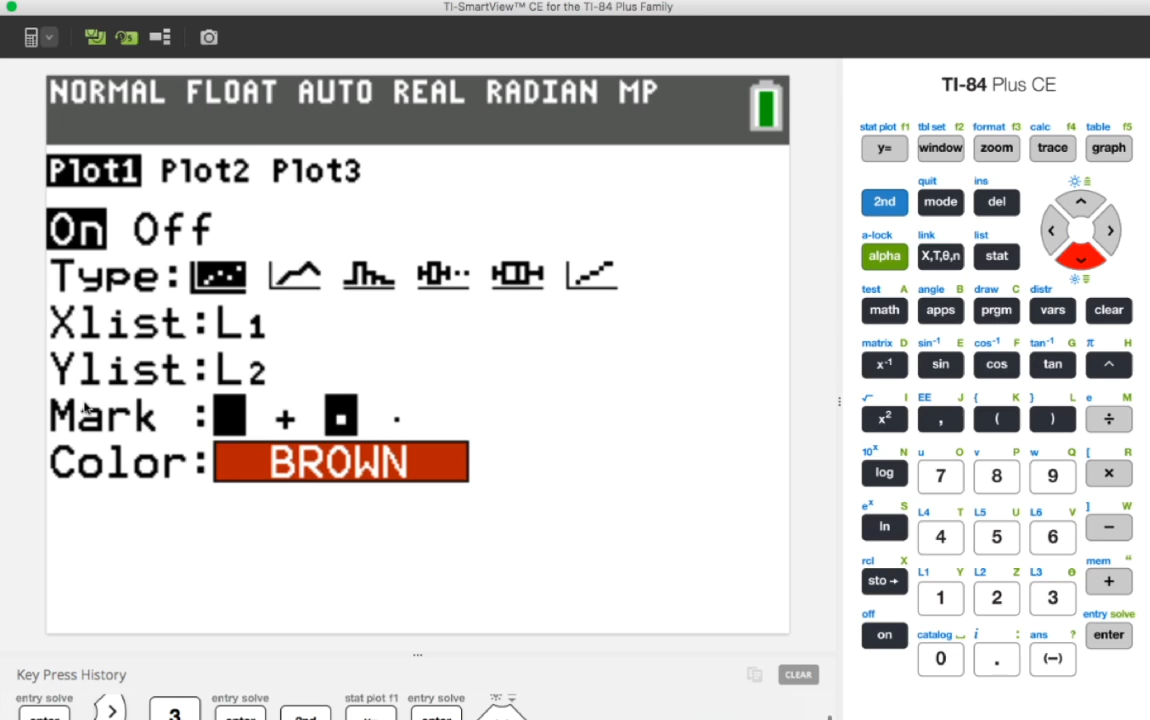 TI-SmartView™ CE for the TI-84 Plus Family
NORMAL FLOAT AUTO REAL RADIAN MP
Plot1 Plot2 Plot3
On Off
Type:
Xlist:L1
Ylist:L2
Mark : + ·
Color: BROWN
Key Press History
CLEAR
entry solve entry solve stat plot f1 entry solve
enter 3 enter 2nd y= enter
TI-84 Plus CE
stat plot f1 tbl set f2 format f3 calc f4 table f5
y= window zoom trace graph
quit ins
2nd mode del
a-lock link list
alpha X,T,θ,n stat
test A angle B draw C distr
math apps prgm vars clear
matrix D sin⁻¹ E cos⁻¹ F tan⁻¹ G π H
x⁻¹ sin cos tan ^
√ I EE J { K } L e M
x² , ( ) ÷
10ˣ N u O v P w Q [ R
log 7 8 9 ×
eˣ S L4 T L5 U L6 V ] W
ln 4 5 6 −
rcl X L1 Y L2 Z L3 θ mem “
sto→ 1 2 3 +
off catalog i : ans ? entry solve
on 0 . (−) enter